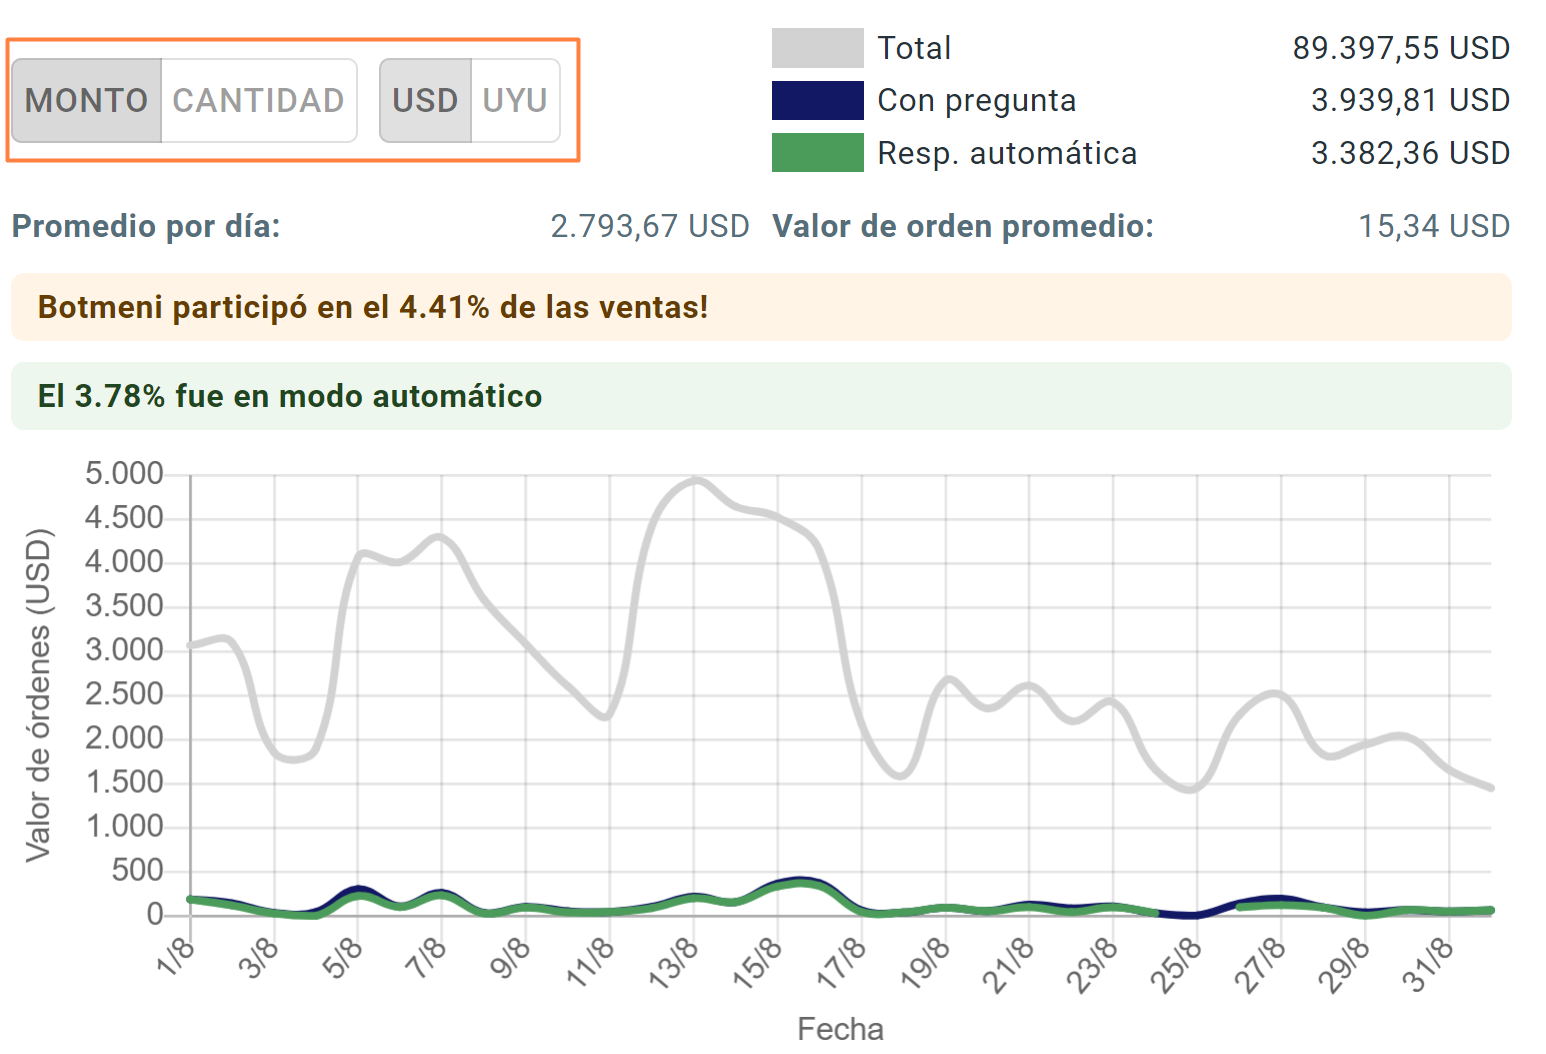 MONTO CANTIDAD USD UYU
Total 89.397,55 USD
Con pregunta 3.939,81 USD
Resp. automática 3.382,36 USD
Promedio por día: 2.793,67 USD Valor de orden promedio: 15,34 USD
Botmeni participó en el 4.41% de las ventas!
El 3.78% fue en modo automático
Valor de órdenes (USD)
5.000
4.500
4.000
3.500
3.000
2.500
2.000
1.500
1.000
500
0
1/8 3/8 5/8 7/8 9/8 11/8 13/8 15/8 17/8 19/8 21/8 23/8 25/8 27/8 29/8 31/8
Fecha